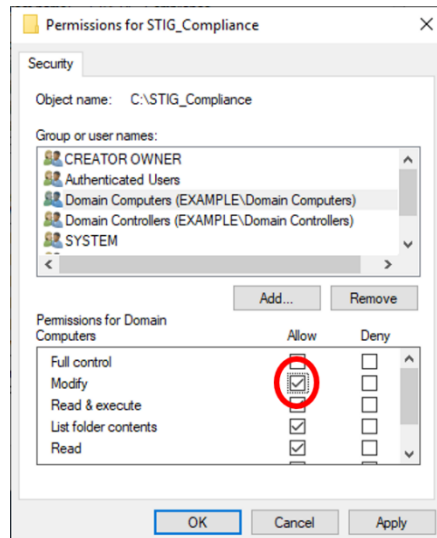 Permissions for STIG_Compliance
Security
Object name: C:\STIG_Compliance
Group or user names:
CREATOR OWNER
Authenticated Users
Domain Computers (EXAMPLE\Domain Computers)
Domain Controllers (EXAMPLE\Domain Controllers)
SYSTEM
Add... Remove
Permissions for Domain
Computers Allow Deny
Full control
Modify
Read & execute
List folder contents
Read
OK Cancel Apply